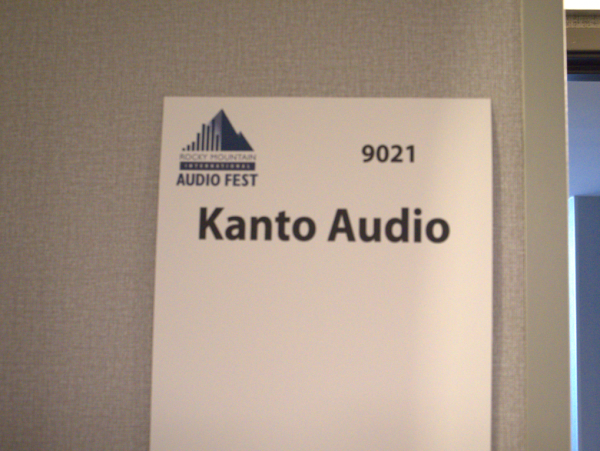 ROCKY MOUNTAIN
INTERNATIONAL
AUDIO FEST
9021
Kanto Audio